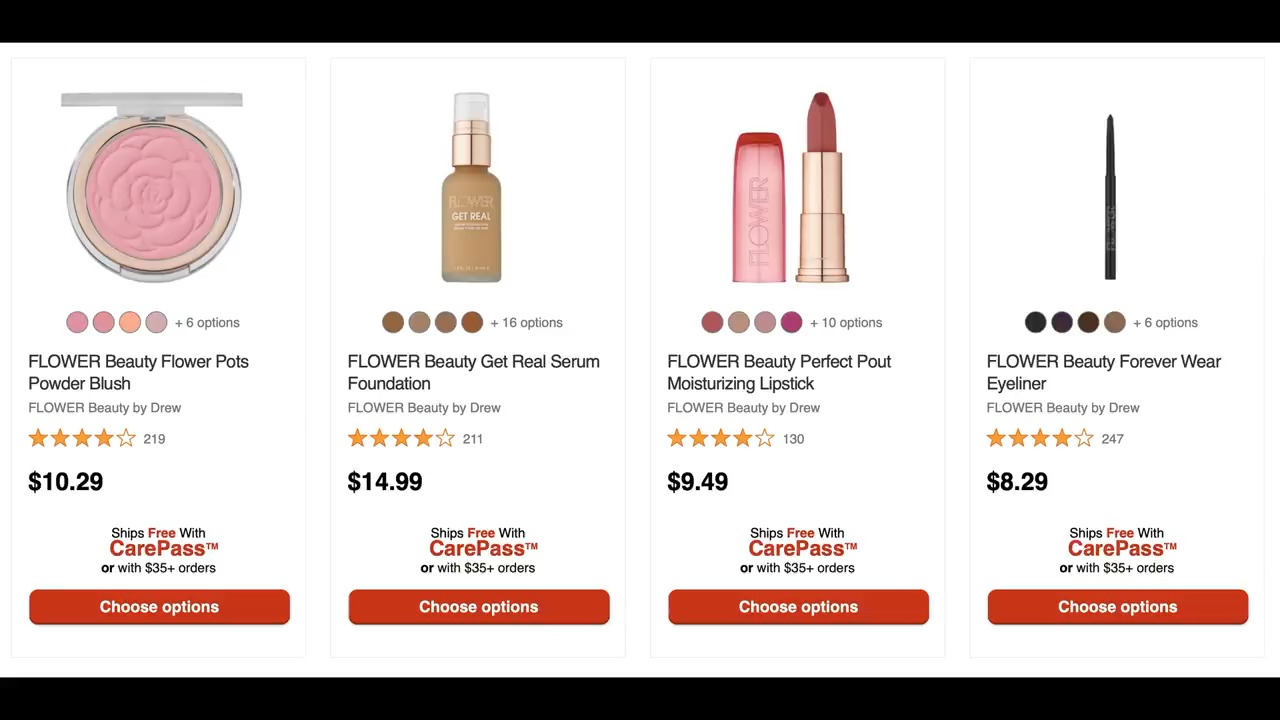 FLOWER
GET REAL
FLOWER
+ 6 options
+ 16 options
+ 10 options
+ 6 options
FLOWER Beauty Flower Pots
Powder Blush
FLOWER Beauty by Drew
219
$10.29
Ships Free With
CarePass™
or with $35+ orders
Choose options
FLOWER Beauty Get Real Serum
Foundation
FLOWER Beauty by Drew
211
$14.99
Ships Free With
CarePass™
or with $35+ orders
Choose options
FLOWER Beauty Perfect Pout
Moisturizing Lipstick
FLOWER Beauty by Drew
130
$9.49
Ships Free With
CarePass™
or with $35+ orders
Choose options
FLOWER Beauty Forever Wear
Eyeliner
FLOWER Beauty by Drew
247
$8.29
Ships Free With
CarePass™
or with $35+ orders
Choose options